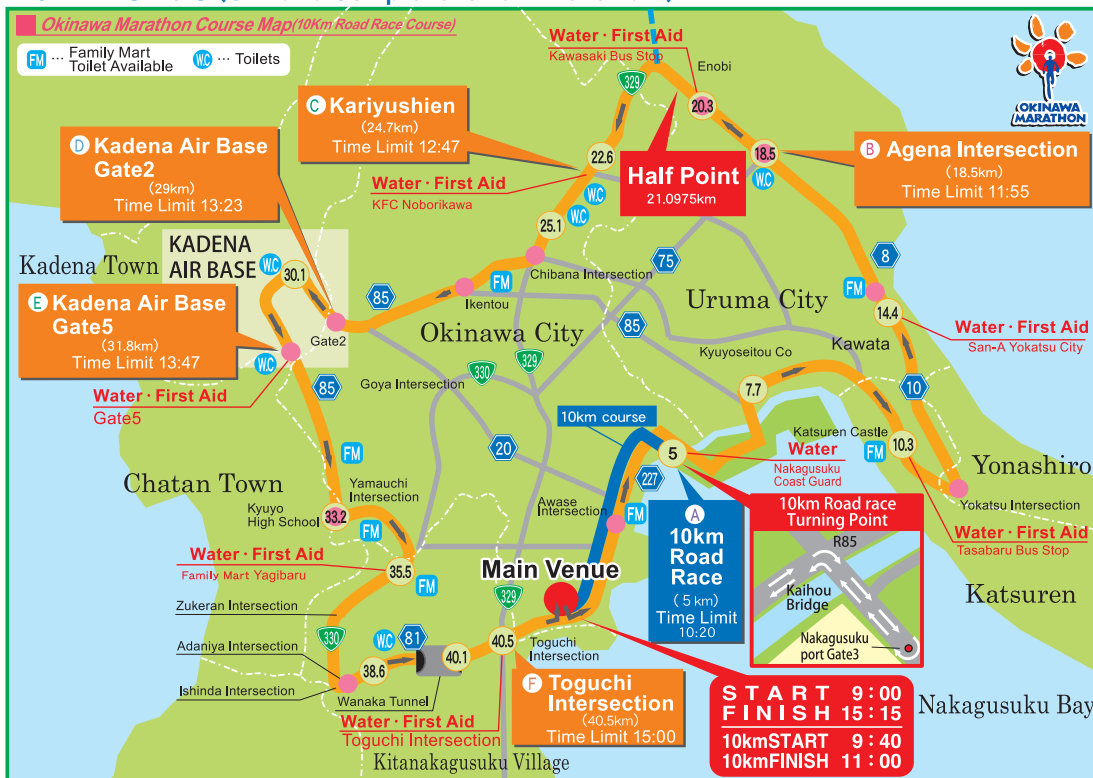 Okinawa Marathon Course Map(10Km Road Race Course)
FM ··· Family Mart
Toilet Available
W.C ··· Toilets
OKINAWA
MARATHON
Water · First Aid
Kawasaki Bus Stop
Enobi
329
20.3
C Kariyushien
(24.7km)
Time Limit 12:47
D Kadena Air Base
Gate2
(29km)
Time Limit 13:23
22.6
Water · First Aid
KFC Noborikawa
Half Point
21.0975km
18.5
W.C
B Agena Intersection
(18.5km)
Time Limit 11:55
W.C
W.C
25.1
KADENA
AIR BASE
Kadena Town
W.C
30.1
Chibana Intersection
75
8
FM
Ikentou
85
Okinawa City
Uruma City
FM
14.4
E Kadena Air Base
Gate5
(31.8km)
Time Limit 13:47
Gate2
85
Water · First Aid
San-A Yokatsu City
Kyuyoseitou Co
Kawata
329
330
Goya Intersection
W.C
85
Water · First Aid
Gate5
7.7
10
10km course
Katsuren Castle
FM
10.3
20
5
Water
Nakagusuku
Coast Guard
FM
Yonashiro
Chatan Town
Yamauchi
Intersection
227
Yokatsu Intersection
Awase
Intersection
FM
Kyuyo
High School
33.2
FM
A
10km
Road
Race
( 5 km)
Time Limit
10:20
10km Road race
Turning Point
R85
Kaihou
Bridge
Nakagusuku
port Gate3
Water · First Aid
Tasabaru Bus Stop
Water · First Aid
Family Mart Yagibaru
35.5
FM
Main Venue
329
Katsuren
Zukeran Intersection
330
Adaniya Intersection
W.C
81
40.5
Toguchi
Intersection
38.6
40.1
Ishinda Intersection
Wanaka Tunnel
F Toguchi
Intersection
(40.5km)
Time Limit 15:00
Water · First Aid
Toguchi Intersection
START 9:00
FINISH 15:15
10kmSTART 9:40
10kmFINISH 11:00
Nakagusuku Bay
Kitanakagusuku Village